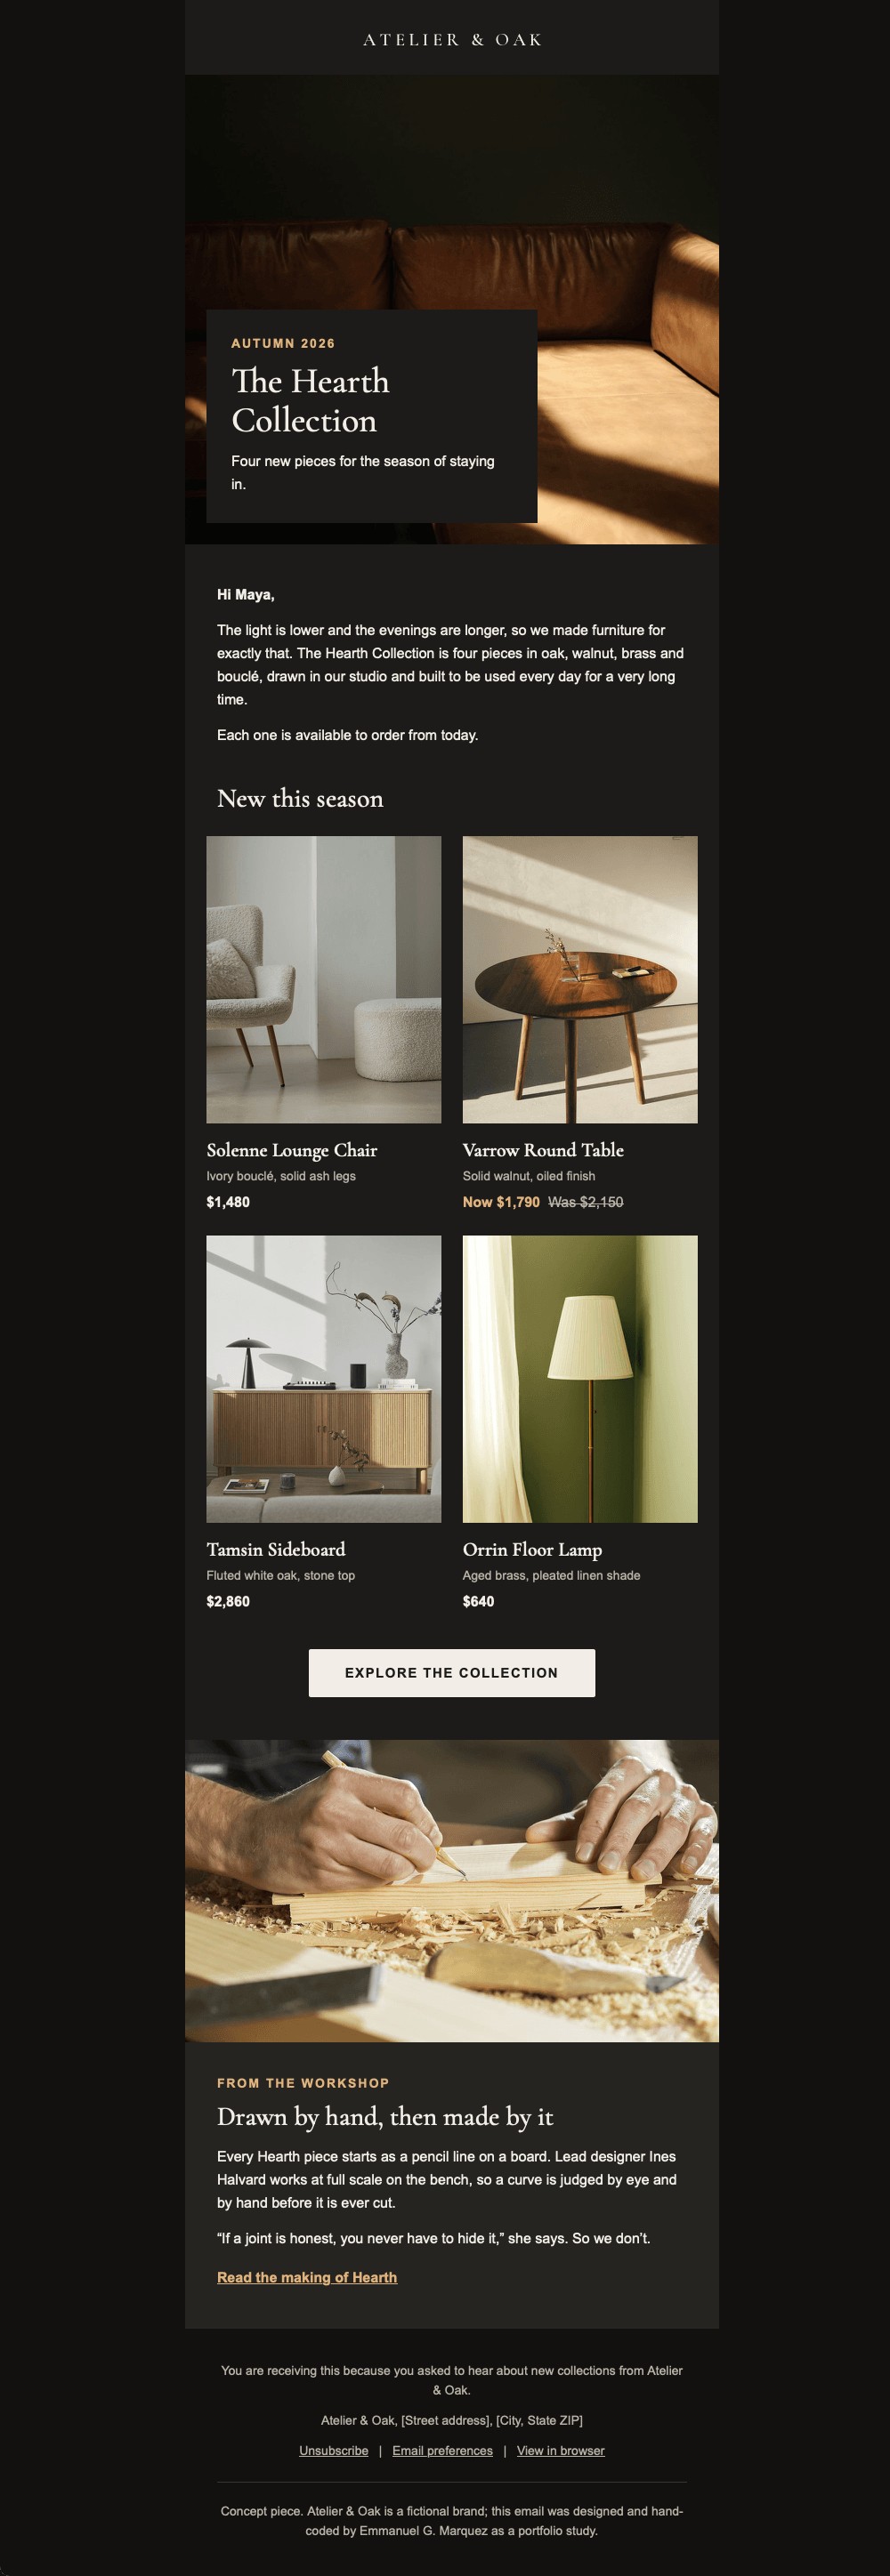 ATELIER & OAK
AUTUMN 2026
The Hearth
Collection
Four new pieces for the season of staying
in.
Hi Maya,
The light is lower and the evenings are longer, so we made furniture for
exactly that. The Hearth Collection is four pieces in oak, walnut, brass and
bouclé, drawn in our studio and built to be used every day for a very long
time.
Each one is available to order from today.
New this season
Solenne Lounge Chair
Ivory bouclé, solid ash legs
$1,480
Varrow Round Table
Solid walnut, oiled finish
Now $1,790 Was $2,150
Tamsin Sideboard
Fluted white oak, stone top
$2,860
Orrin Floor Lamp
Aged brass, pleated linen shade
$640
EXPLORE THE COLLECTION
FROM THE WORKSHOP
Drawn by hand, then made by it
Every Hearth piece starts as a pencil line on a board. Lead designer Ines
Halvard works at full scale on the bench, so a curve is judged by eye and
by hand before it is ever cut.
“If a joint is honest, you never have to hide it,” she says. So we don’t.
Read the making of Hearth
You are receiving this because you asked to hear about new collections from Atelier
& Oak.
Atelier & Oak, [Street address], [City, State ZIP]
Unsubscribe | Email preferences | View in browser
Concept piece. Atelier & Oak is a fictional brand; this email was designed and hand-
coded by Emmanuel G. Marquez as a portfolio study.